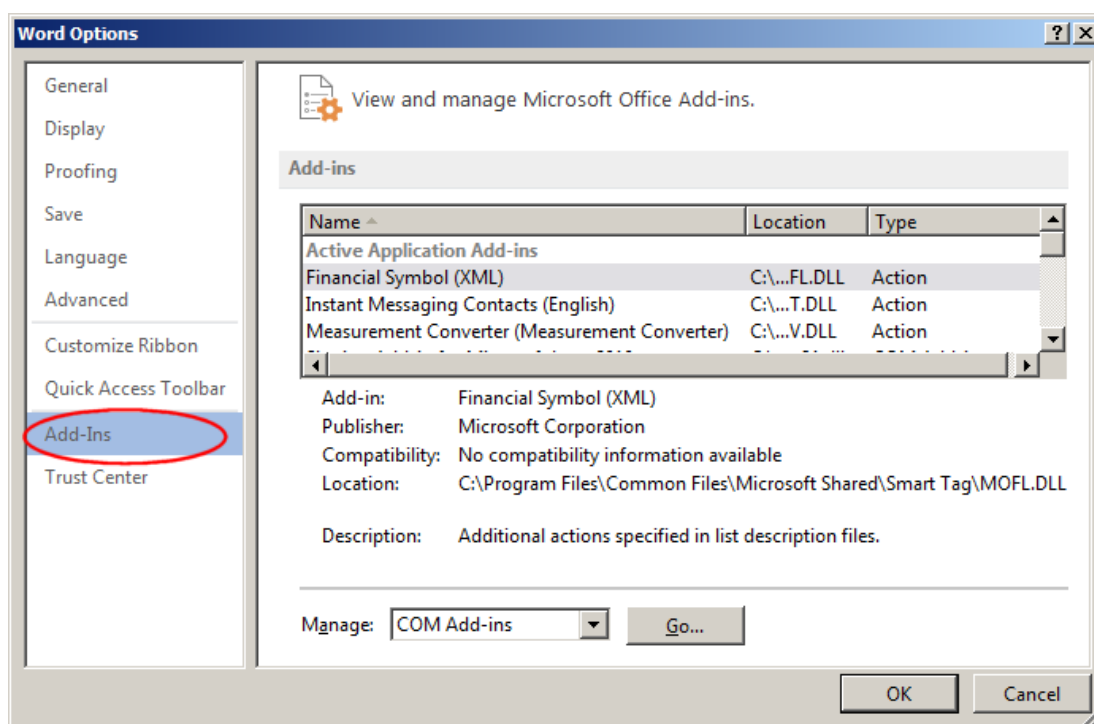 Word Options
General
Display
Proofing
Save
Language
Advanced
Customize Ribbon
Quick Access Toolbar
Add-Ins
Trust Center
View and manage Microsoft Office Add-ins.
Add-ins
Name Location Type
Active Application Add-ins
Financial Symbol (XML) C:\...FL.DLL Action
Instant Messaging Contacts (English) C:\...T.DLL Action
Measurement Converter (Measurement Converter) C:\...V.DLL Action
Add-in: Financial Symbol (XML)
Publisher: Microsoft Corporation
Compatibility: No compatibility information available
Location: C:\Program Files\Common Files\Microsoft Shared\Smart Tag\MOFL.DLL
Description: Additional actions specified in list description files.
Manage: COM Add-ins Go...
OK Cancel